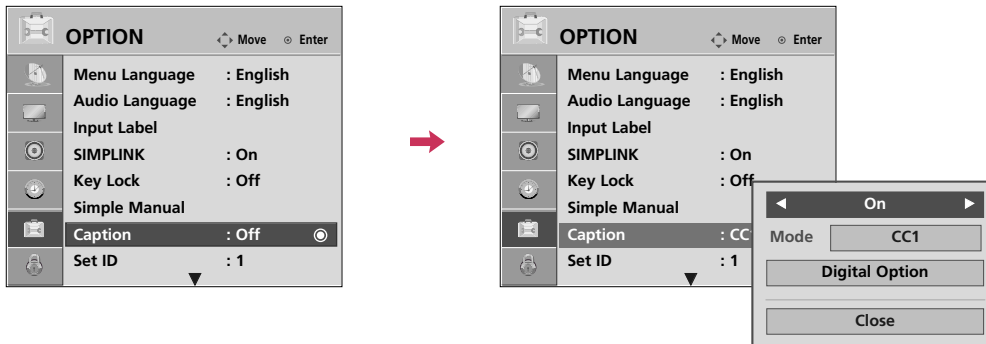 OPTION Move Enter
Menu Language : English
Audio Language : English
Input Label
SIMPLINK : On
Key Lock : Off
Simple Manual
Caption : Off
Set ID : 1
OPTION Move Enter
Menu Language : English
Audio Language : English
Input Label
SIMPLINK : On
Key Lock : Off
Simple Manual
Caption : CC
Set ID : 1
On
Mode CC1
Digital Option
Close